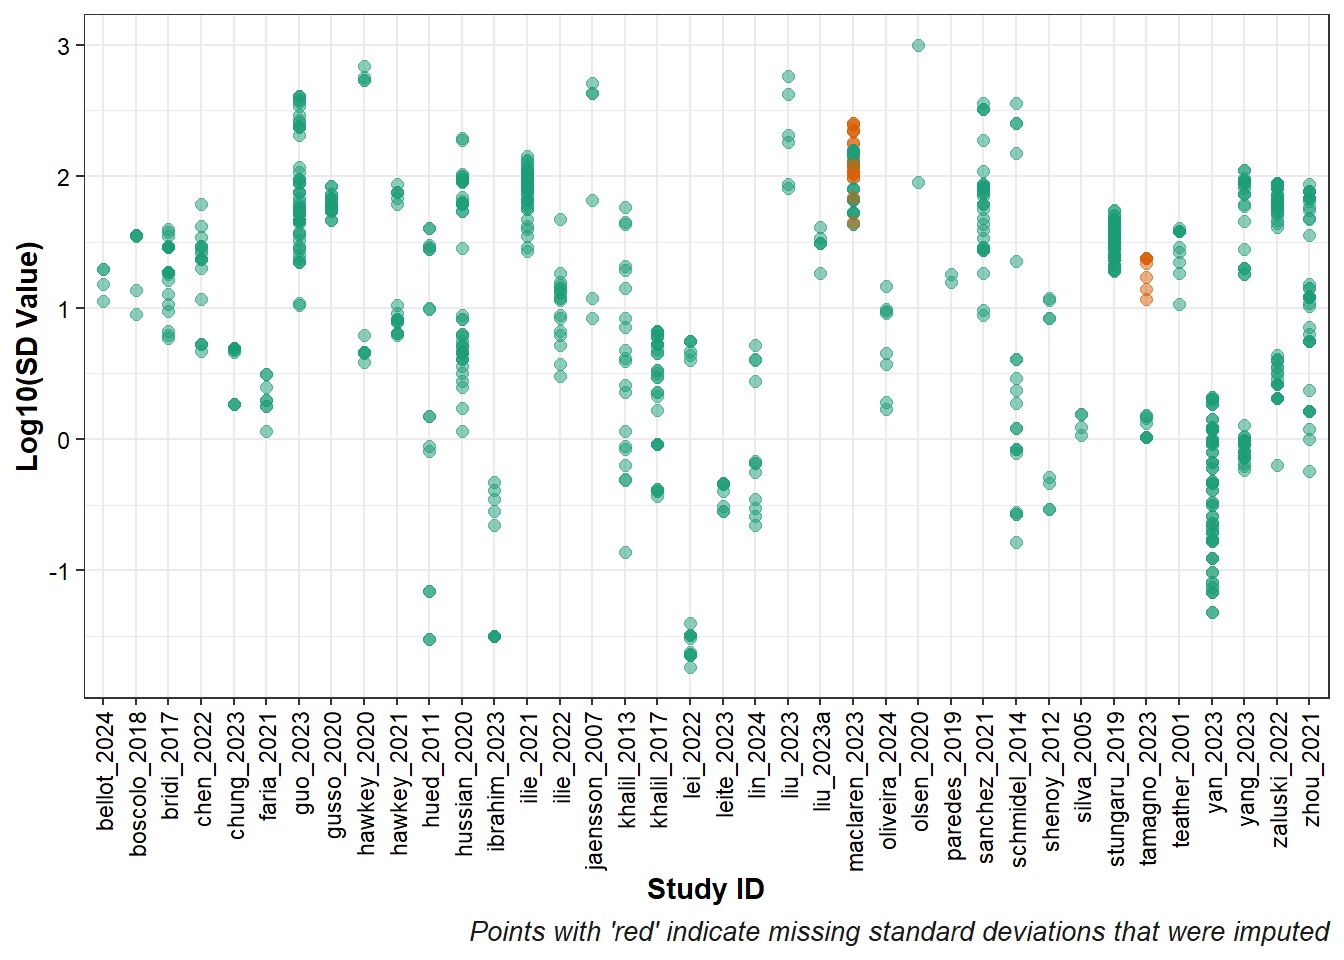 Log10(SD Value)
3
2
1
0
-1
bellot_2024
boscolo_2018
bridi_2017
chen_2022
chung_2023
faria_2021
guo_2023
gusso_2020
hawkey_2020
hawkey_2021
hued_2011
hussian_2020
ibrahim_2023
ilie_2021
ilie_2022
jaensson_2007
khalil_2013
khalil_2017
lei_2022
leite_2023
lin_2024
liu_2023
liu_2023a
maclaren_2023
oliveira_2024
olsen_2020
paredes_2019
sanchez_2021
schmidel_2014
shenoy_2012
silva_2005
stungaru_2019
tamagno_2023
teather_2001
yan_2023
yang_2023
zaluski_2022
zhou_2021
Study ID
Points with 'red' indicate missing standard deviations that were imputed